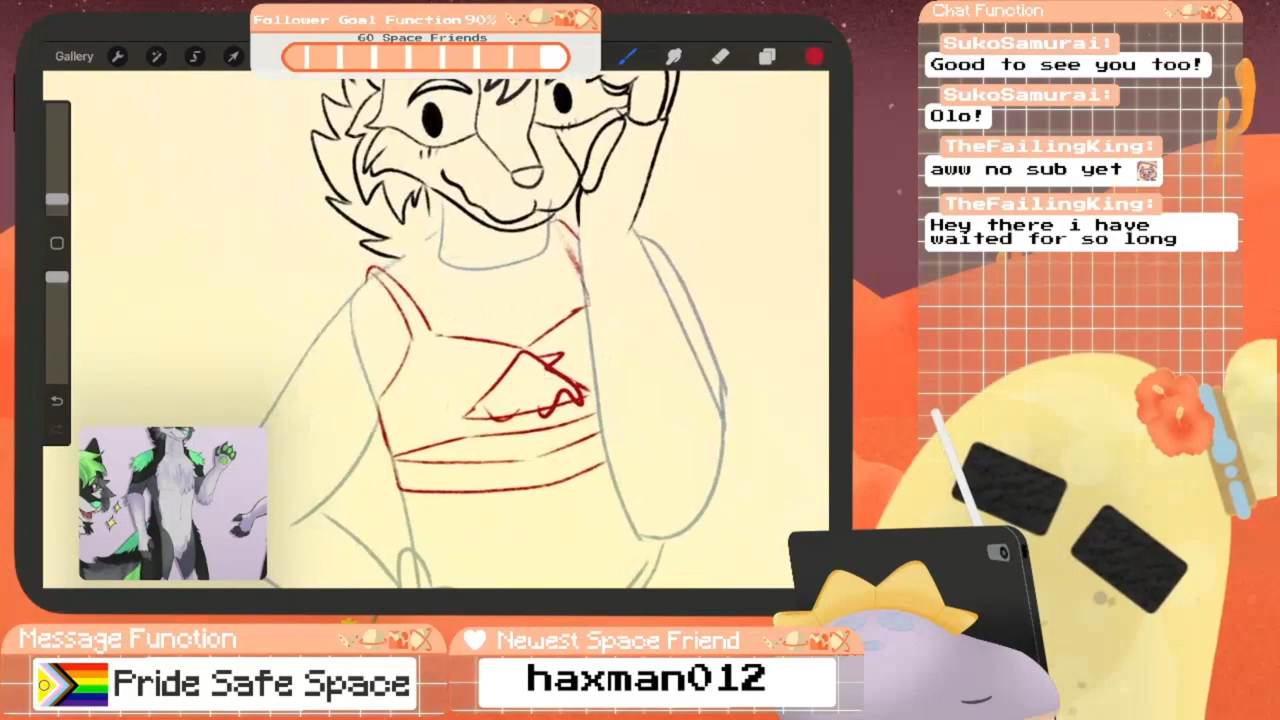 Follower Goal Function 90%
60 Space Friends
Gallery
Chat Function
SukoSamurai:
Good to see you too!
SukoSamurai:
Olo!
TheFailingKing:
aww no sub yet
TheFailingKing:
Hey there i have
waited for so long
Message Function
Pride Safe Space
Newest Space Friend
haxman012